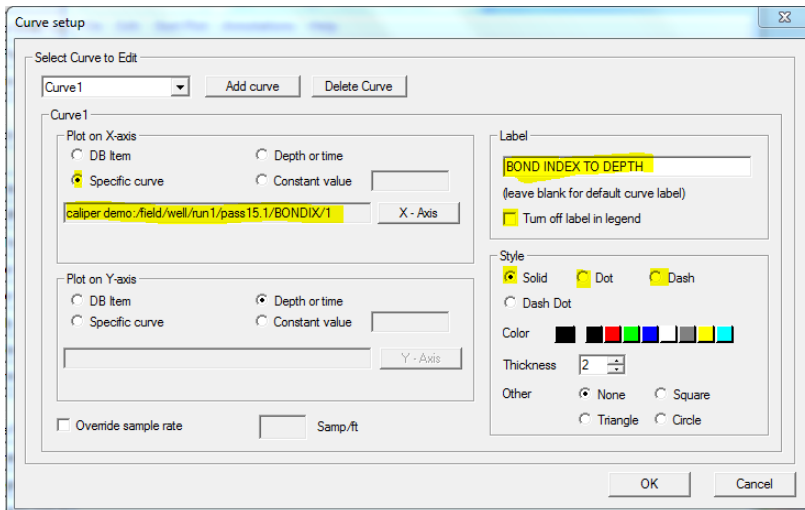 Curve setup
Select Curve to Edit
Curve1 Add curve Delete Curve
Curve1
Plot on X-axis
DB Item Depth or time
Specific curve Constant value
caliper demo:/field/well/run1/pass15.1/BONDIX/1 X - Axis
Plot on Y-axis
DB Item Depth or time
Specific curve Constant value
Y - Axis
Override sample rate Samp/ft
Label
BOND INDEX TO DEPTH
(leave blank for default curve label)
Turn off label in legend
Style
Solid Dot Dash
Dash Dot
Color
Thickness 2
Other None Square
Triangle Circle
OK Cancel